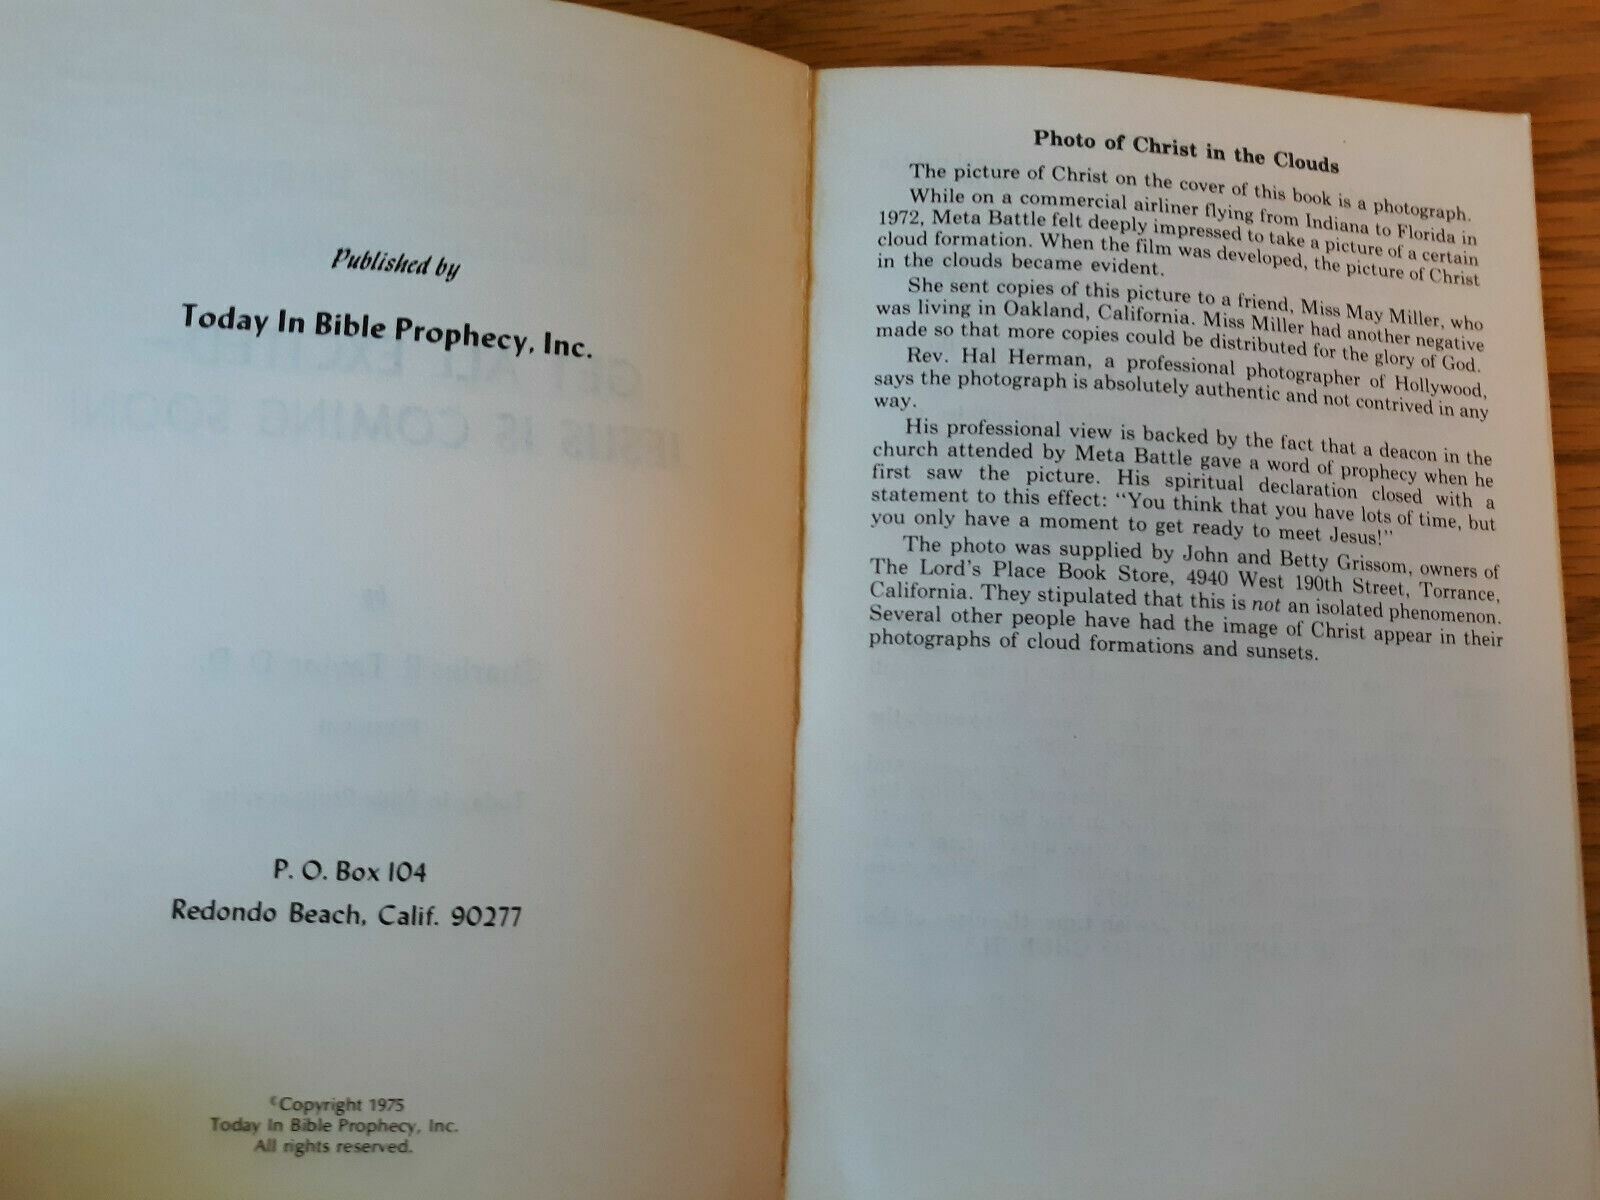 Published by
Today In Bible Prophecy, Inc.
P. O. Box 104
Redondo Beach, Calif. 90277
©Copyright 1975
Today In Bible Prophecy, Inc.
All rights reserved.
Photo of Christ in the Clouds
The picture of Christ on the cover of this book is a photograph.
While on a commercial airliner flying from Indiana to Florida in
1972, Meta Battle felt deeply impressed to take a picture of a certain
cloud formation. When the film was developed, the picture of Christ
in the clouds became evident.
She sent copies of this picture to a friend, Miss May Miller, who
was living in Oakland, California. Miss Miller had another negative
made so that more copies could be distributed for the glory of God.
Rev. Hal Herman, a professional photographer of Hollywood,
says the photograph is absolutely authentic and not contrived in any
way.
His professional view is backed by the fact that a deacon in the
church attended by Meta Battle gave a word of prophecy when he
first saw the picture. His spiritual declaration closed with a
statement to this effect: "You think that you have lots of time, but
you only have a moment to get ready to meet Jesus!"
The photo was supplied by John and Betty Grissom, owners of
The Lord's Place Book Store, 4940 West 190th Street, Torrance,
California. They stipulated that this is not an isolated phenomenon.
Several other people have had the image of Christ appear in their
photographs of cloud formations and sunsets.